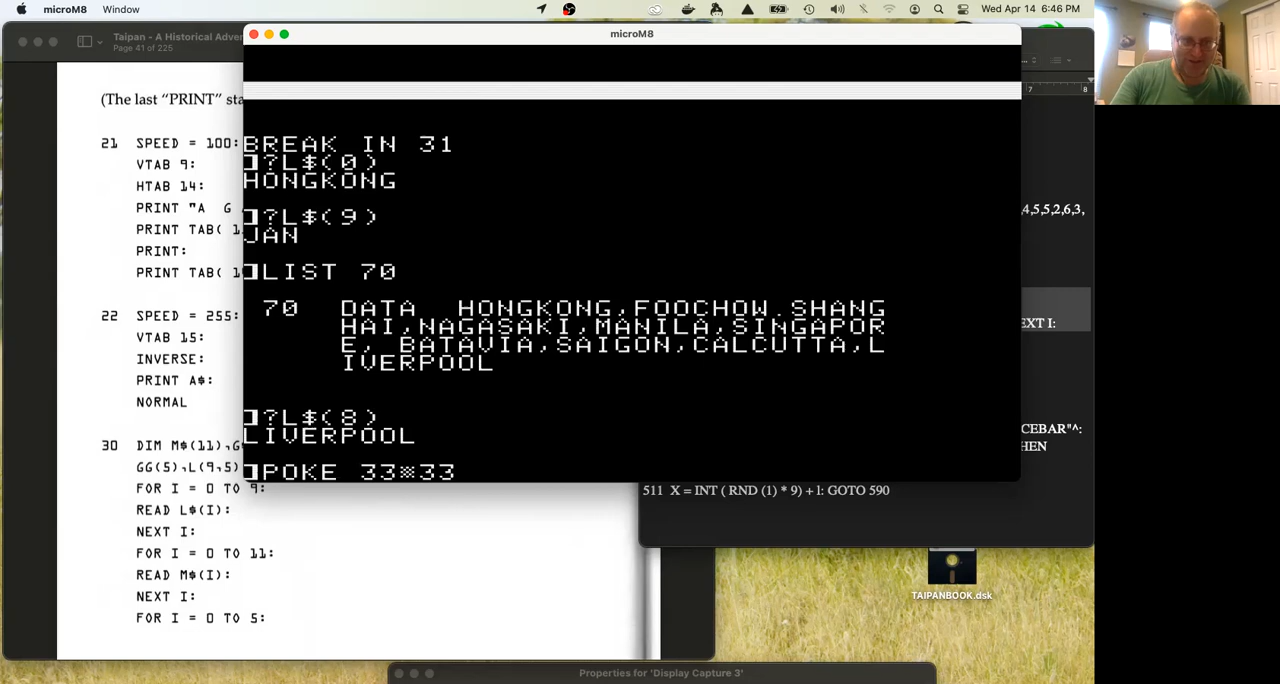 microM8 Window
Wed Apr 14 6:46 PM
Taipan - A Historical Adve
Page 41 of 225
microM8
(The last “PRINT” sta
21 SPEED = 100:
VTAB 9:
HTAB 14:
PRINT "A G
PRINT TAB( 1
PRINT:
PRINT TAB( 1
22 SPEED = 255:
VTAB 15:
INVERSE:
PRINT A$:
NORMAL
30 DIM M$(11),G
GG(5),L(9,5)
FOR I = 0 TO 9:
READ L$(I):
NEXT I:
FOR I = 0 TO 11:
READ M$(I):
NEXT I:
FOR I = 0 TO 5:
BREAK IN 31
]?L$(0)
HONGKONG
]?L$(9)
JAN
]LIST 70
70 DATA HONGKONG,FOOCHOW.SHANG
HAI,NAGASAKI,MANILA,SINGAPOR
E, BATAVIA,SAIGON,CALCUTTA,L
IVERPOOL
]?L$(8)
LIVERPOOL
]POKE 33▒33
7 8
,4,5,5,2,6,3,
EXT I:
CEBAR"^:
HEN
511 X = INT ( RND (1) * 9) + l: GOTO 590
TAIPANBOOK.dsk
Properties for 'Display Capture 3'